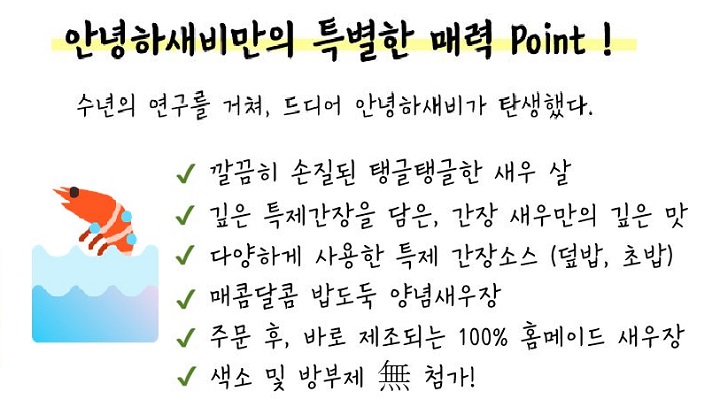 안녕하새비만의 특별한 매력 Point !
수년의 연구를 거쳐, 드디어 안녕하새비가 탄생했다.
✔ 깔끔히 손질된 탱글탱글한 새우 살
✔ 깊은 특제간장을 담은, 간장 새우만의 깊은 맛
✔ 다양하게 사용한 특제 간장소스 (덮밥, 초밥)
✔ 매콤달콤 밥도둑 양념새우장
✔ 주문 후, 바로 제조되는 100% 홈메이드 새우장
✔ 색소 및 방부제 無 첨가!